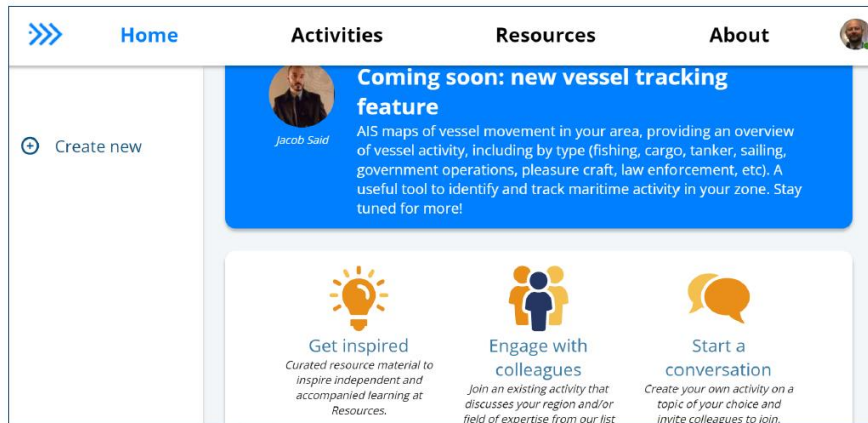 Home Activities Resources About
Coming soon: new vessel tracking
feature
Jacob Said
AIS maps of vessel movement in your area, providing an overview
of vessel activity, including by type (fishing, cargo, tanker, sailing,
government operations, pleasure craft, law enforcement, etc). A
useful tool to identify and track maritime activity in your zone. Stay
tuned for more!
Create new
Get inspired
Curated resource material to
inspire independent and
accompanied learning at
Resources.
Engage with
colleagues
Join an existing activity that
discusses your region and/or
field of expertise from our list
Start a
conversation
Create your own activity on a
topic of your choice and
invite colleagues to join.